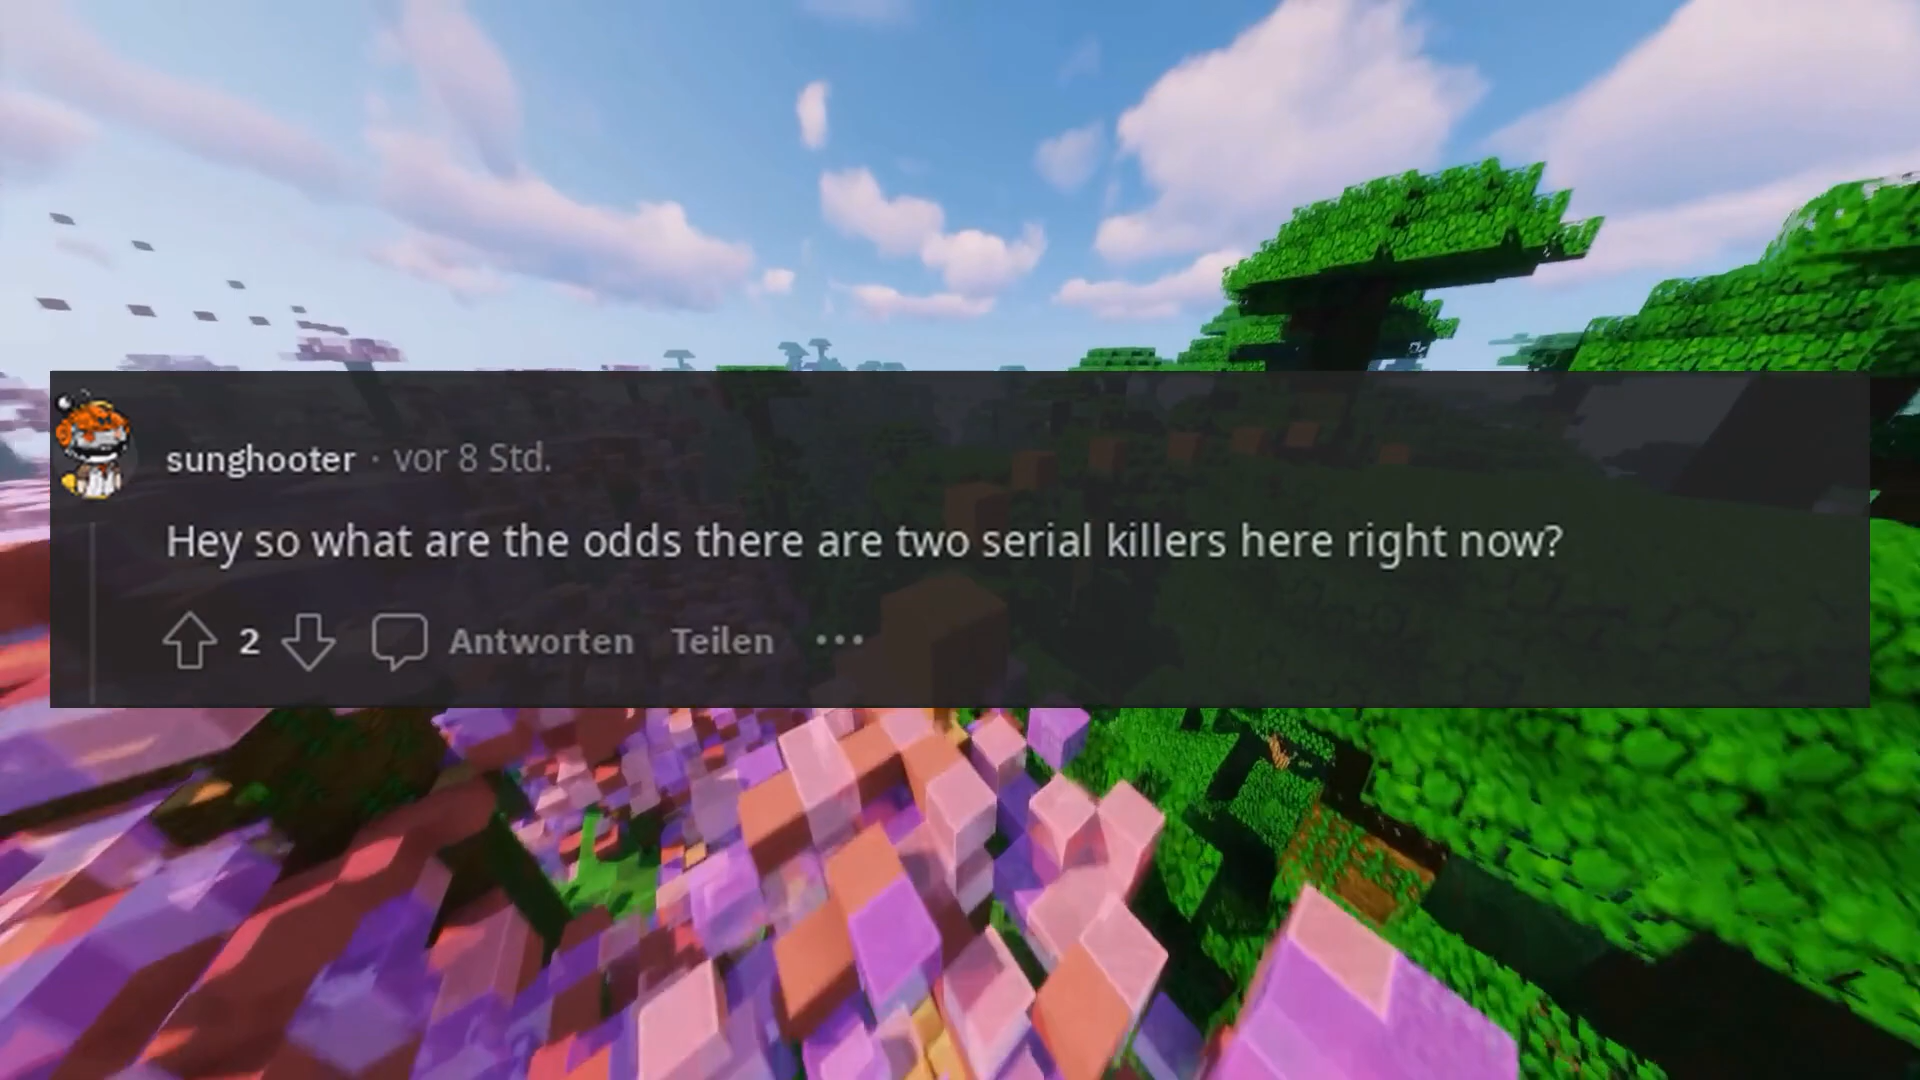 sunghooter · vor 8 Std.
Hey so what are the odds there are two serial killers here right now?
2 Antworten Teilen ...